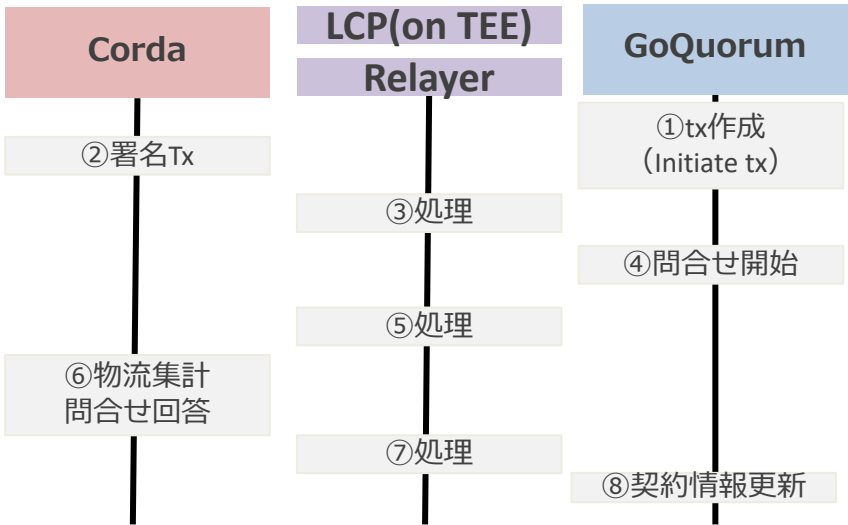 Corda
LCP(on TEE)
Relayer
GoQuorum
①tx作成
（Initiate tx）
②署名Tx
③処理
④問合せ開始
⑤処理
⑥物流集計
問合せ回答
⑦処理
⑧契約情報更新